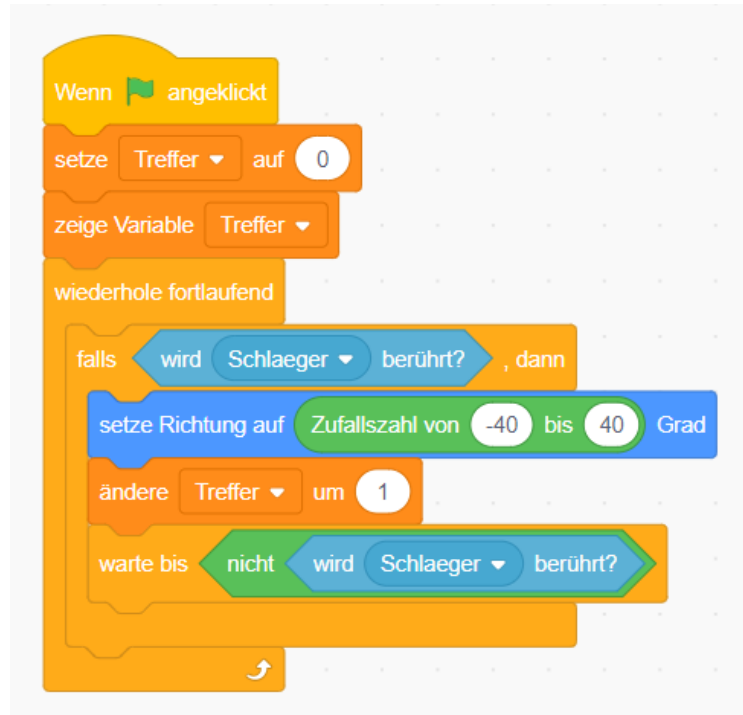 Wenn angeklickt
setze Treffer auf 0
zeige Variable Treffer
wiederhole fortlaufend
falls wird Schlaeger berührt? , dann
setze Richtung auf Zufallszahl von -40 bis 40 Grad
ändere Treffer um 1
warte bis nicht wird Schlaeger berührt?